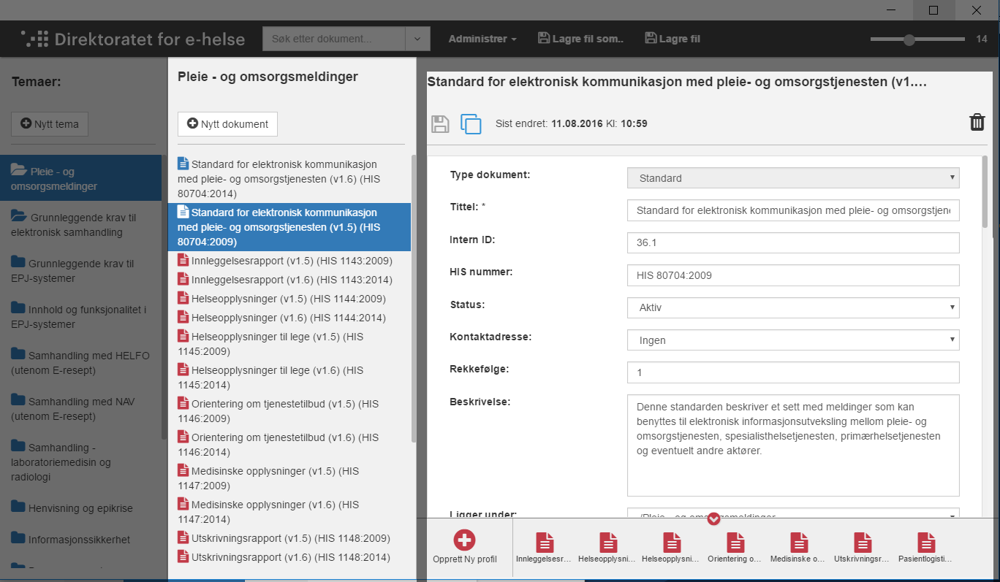 Direktoratet for e-helse
Søk etter dokument...
Administrer
Lagre fil som..
Lagre fil
14
Temaer:
Nytt tema
Pleie - og
omsorgsmeldinger
Grunnleggende krav til
elektronisk samhandling
Grunnleggende krav til
EPJ-systemer
Innhold og funksjonalitet i
EPJ-systemer
Samhandling med HELFO
(utenom E-resept)
Samhandling med NAV
(utenom E-resept)
Samhandling -
laboratoriemedisin og
radiologi
Henvisning og epikrise
Informasjonssikkerhet
Pleie - og omsorgsmeldinger
Nytt dokument
Standard for elektronisk kommunikasjon
med pleie- og omsorgstjenesten (v1.6) (HIS
80704:2014)
Standard for elektronisk kommunikasjon
med pleie- og omsorgstjenesten (v1.5) (HIS
80704:2009)
Innleggelsesrapport (v1.5) (HIS 1143:2009)
Innleggelsesrapport (v1.6) (HIS 1143:2014)
Helseopplysninger (v1.5) (HIS 1144:2009)
Helseopplysninger (v1.6) (HIS 1144:2014)
Helseopplysninger til lege (v1.5) (HIS
1145:2009)
Helseopplysninger til lege (v1.6) (HIS
1145:2014)
Orientering om tjenestetilbud (v1.5) (HIS
1146:2009)
Orientering om tjenestetilbud (v1.6) (HIS
1146:2014)
Medisinske opplysninger (v1.5) (HIS
1147:2009)
Medisinske opplysninger (v1.6) (HIS
1147:2014)
Utskrivningsrapport (v1.5) (HIS 1148:2009)
Utskrivningsrapport (v1.6) (HIS 1148:2014)
Standard for elektronisk kommunikasjon med pleie- og omsorgstjenesten (v1....
Sist endret: 11.08.2016 Kl: 10:59
Type dokument: Standard
Tittel: * Standard for elektronisk kommunikasjon med pleie- og omsorgstjene
Intern ID: 36.1
HIS nummer: HIS 80704:2009
Status: Aktiv
Kontaktadresse: Ingen
Rekkefølge: 1
Beskrivelse: Denne standarden beskriver et sett med meldinger som kan
benyttes til elektronisk informasjonsutveksling mellom pleie- og
omsorgstjenesten, spesialisthelsetjenesten, primærhelsetjenesten
og eventuelt andre aktører.
Ligger under: /Pleie - og omsorgsmeldinger
Opprett Ny profil
Innleggelsesr...
Helseopplysni...
Helseopplysni...
Orientering o...
Medisinske o...
Utskrivningsr...
Pasientlogisti...